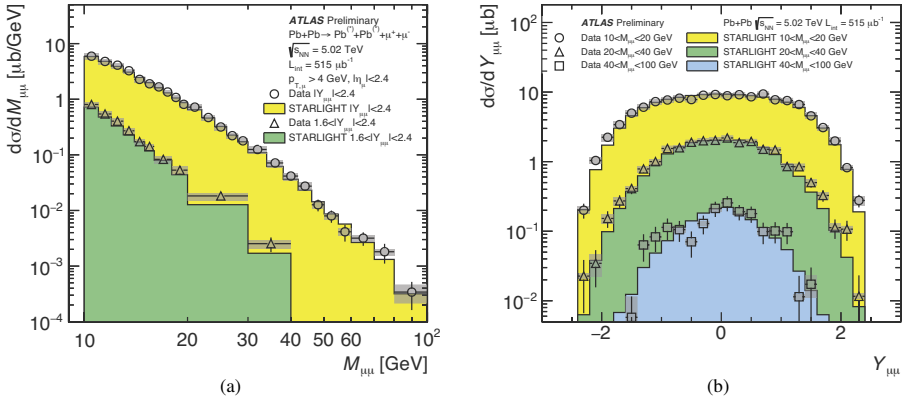 ATLAS Preliminary
Pb+Pb→ Pb(*)+Pb(*)+μ++μ-
√sNN = 5.02 TeV
Lint = 515 μb-1
pT,μ > 4 GeV, |ημ|<2.4
Data |Yμμ|<2.4
STARLIGHT |Yμμ|<2.4
Data 1.6<|Yμμ|<2.4
STARLIGHT 1.6<|Yμμ|<2.4
dσ/dMμμ [μb/GeV]
10
1
10-1
10-2
10-3
10-4
10 20 30 40 60 102
Mμμ [GeV]
(a)
ATLAS Preliminary Pb+Pb √sNN = 5.02 TeV Lint = 515 μb-1
Data 10<Mμμ<20 GeV STARLIGHT 10<Mμμ<20 GeV
Data 20<Mμμ<40 GeV STARLIGHT 20<Mμμ<40 GeV
Data 40<Mμμ<100 GeV STARLIGHT 40<Mμμ<100 GeV
dσ/dYμμ [μb]
102
10
1
10-1
10-2
−2 0 2
Yμμ
(b)